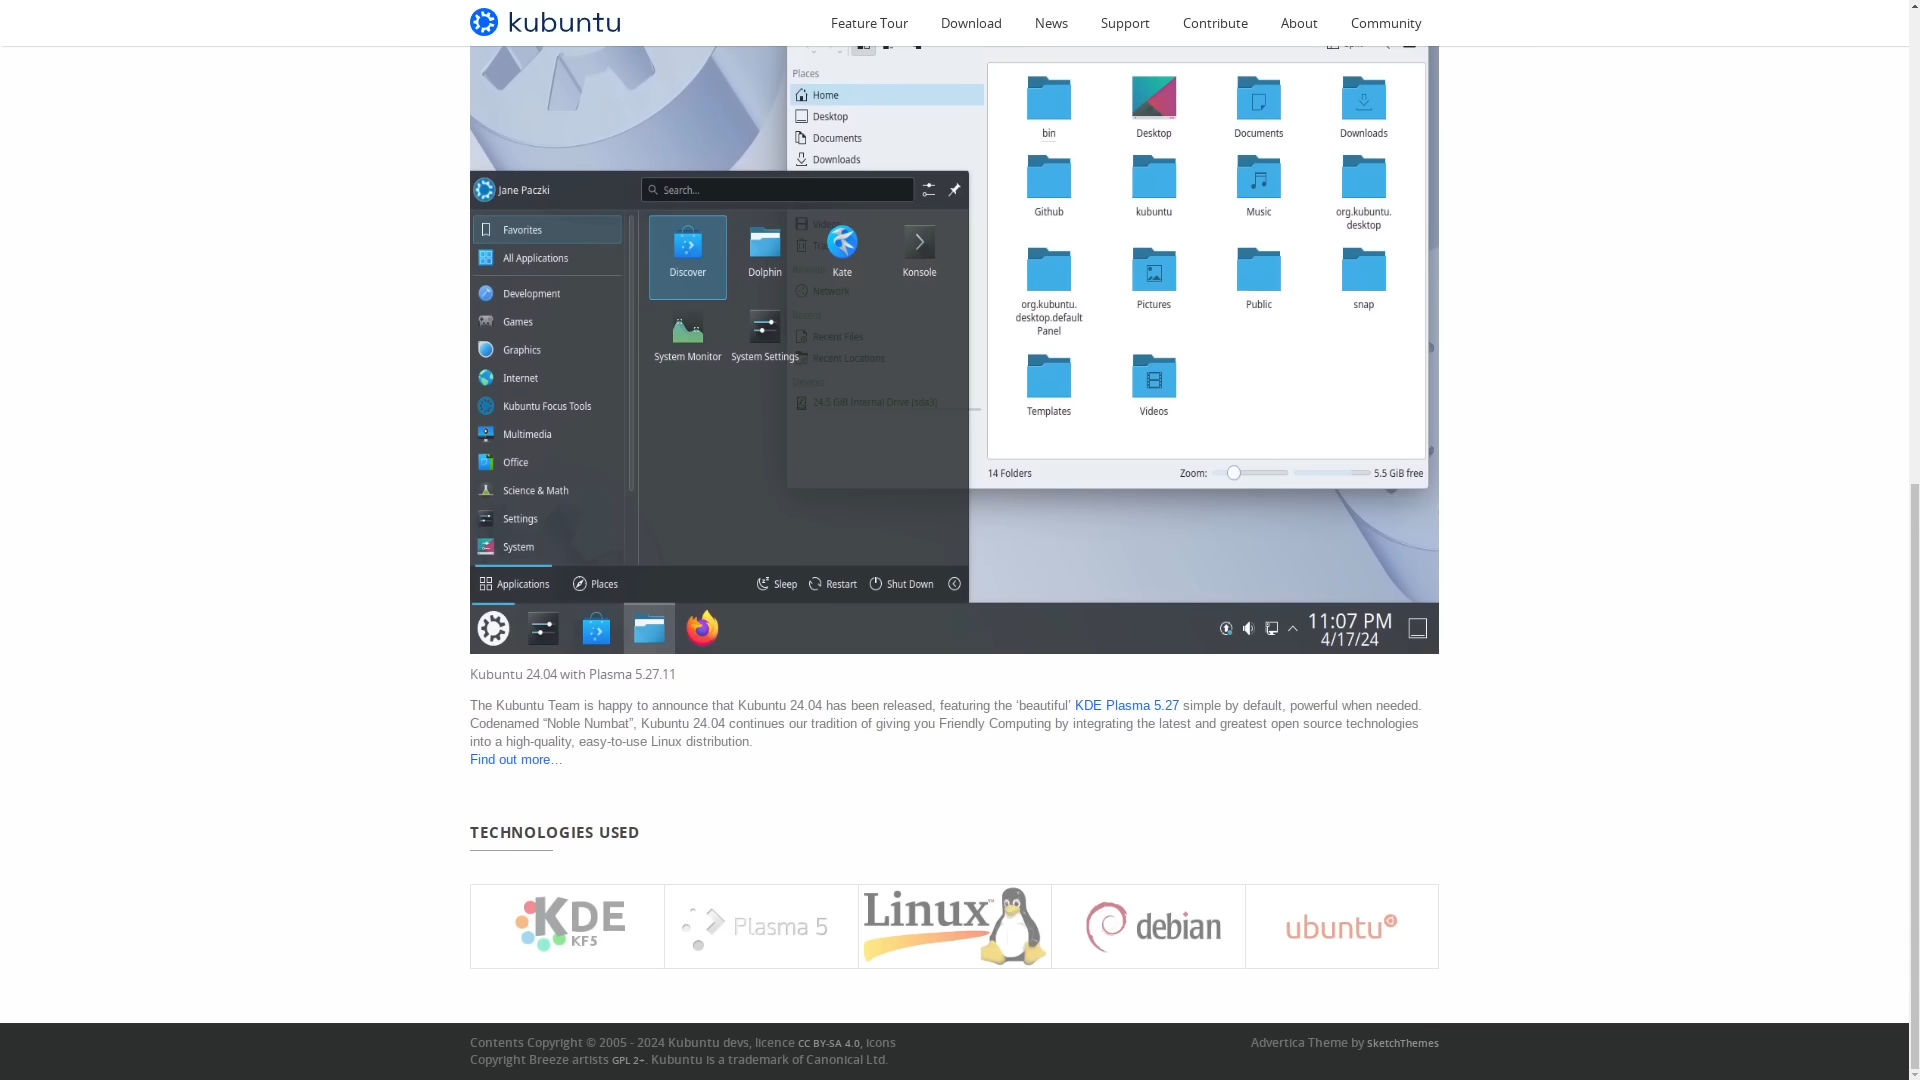 kubuntu
Feature Tour Download News Support Contribute About Community
Places
Home
Desktop
Documents
Downloads
Videos
Network
Recent Files
Recent Locations
24.5 GiB Internal Drive (sda3)
bin Desktop Documents Downloads
Github kubuntu Music org.kubuntu.
desktop
org.kubuntu. Pictures Public snap
desktop.default
Panel
Templates Videos
14 Folders Zoom: 5.5 GiB free
Jane Paczki Search...
Favorites
All Applications
Development
Games
Graphics
Internet
Kubuntu Focus Tools
Multimedia
Office
Science & Math
Settings
System
Discover Dolphin Kate Konsole
System Monitor System Settings
Applications Places Sleep Restart Shut Down
11:07 PM
4/17/24
Kubuntu 24.04 with Plasma 5.27.11
The Kubuntu Team is happy to announce that Kubuntu 24.04 has been released, featuring the ‘beautiful’ KDE Plasma 5.27 simple by default, powerful when needed.
Codenamed “Noble Numbat”, Kubuntu 24.04 continues our tradition of giving you Friendly Computing by integrating the latest and greatest open source technologies
into a high-quality, easy-to-use Linux distribution.
Find out more…
TECHNOLOGIES USED
KDE
KF5
Plasma 5
Linux™
debian
ubuntu
Contents Copyright © 2005 - 2024 Kubuntu devs, licence CC BY-SA 4.0, icons
Copyright Breeze artists GPL 2+. Kubuntu is a trademark of Canonical Ltd.
Advertica Theme by SketchThemes